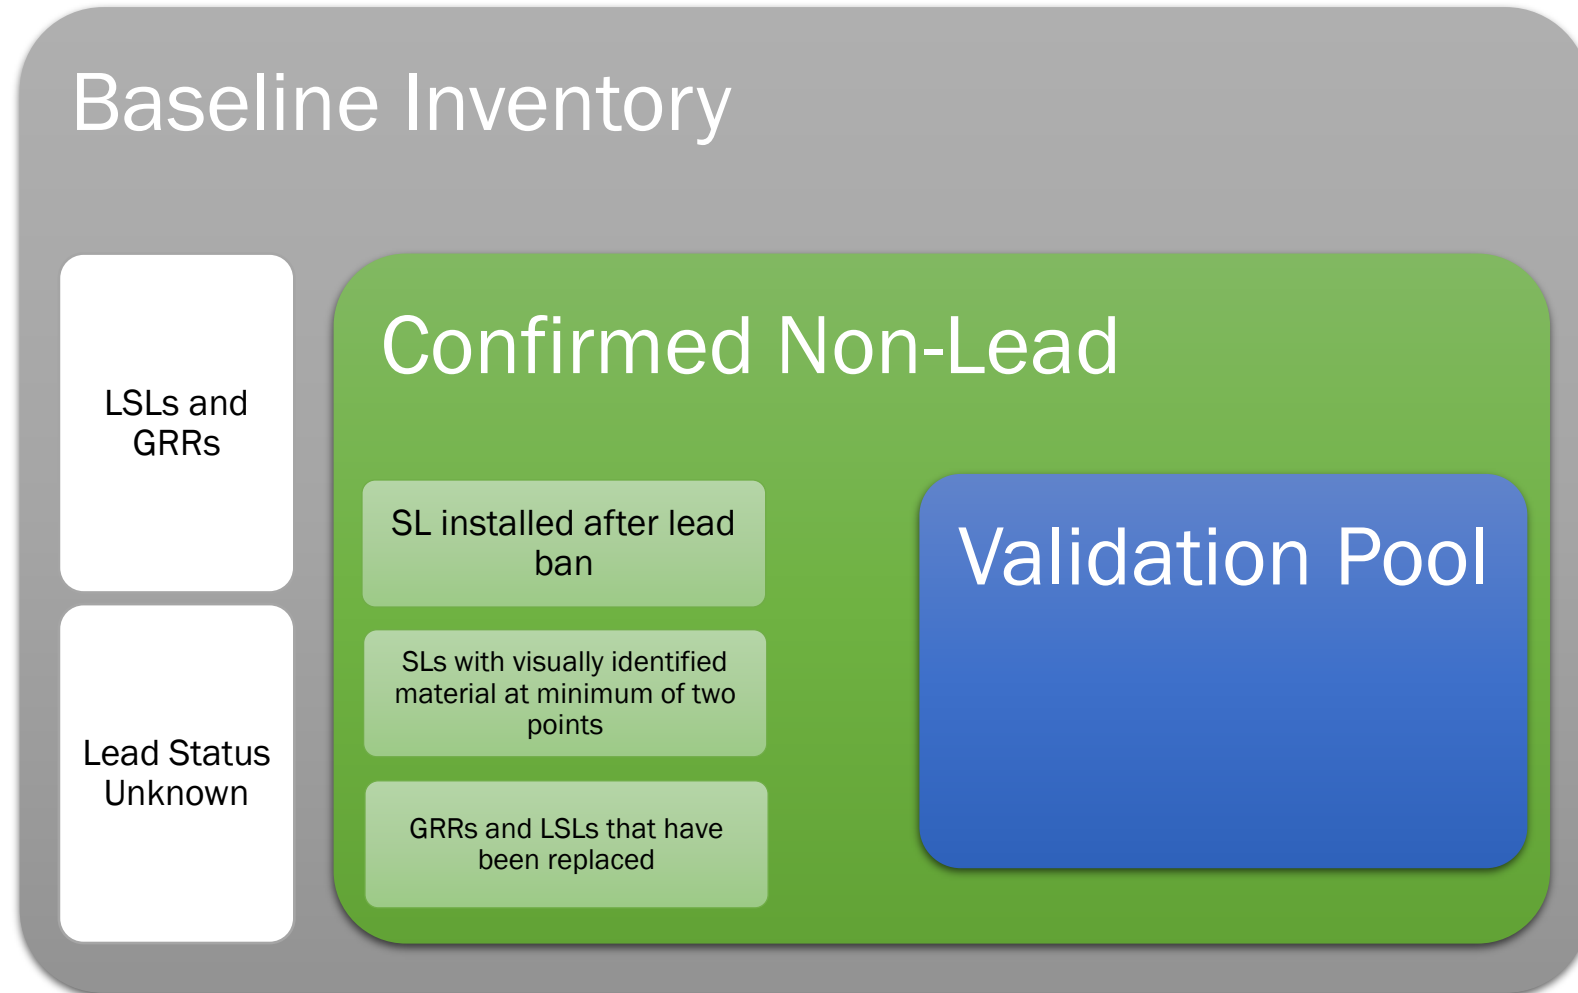 Baseline Inventory
LSLs and
GRRs
Lead Status
Unknown
Confirmed Non-Lead
SL installed after lead
ban
SLs with visually identified
material at minimum of two
points
GRRs and LSLs that have
been replaced
Validation Pool